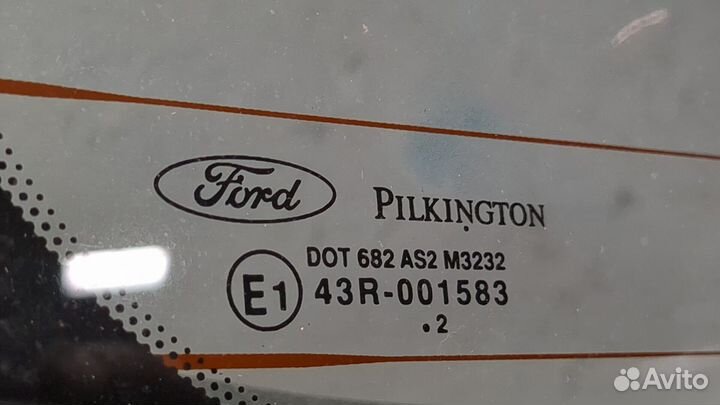 Ford
PILKINGTON
DOT 682 AS2 M3232
E1 43R-001583
.2
Avito